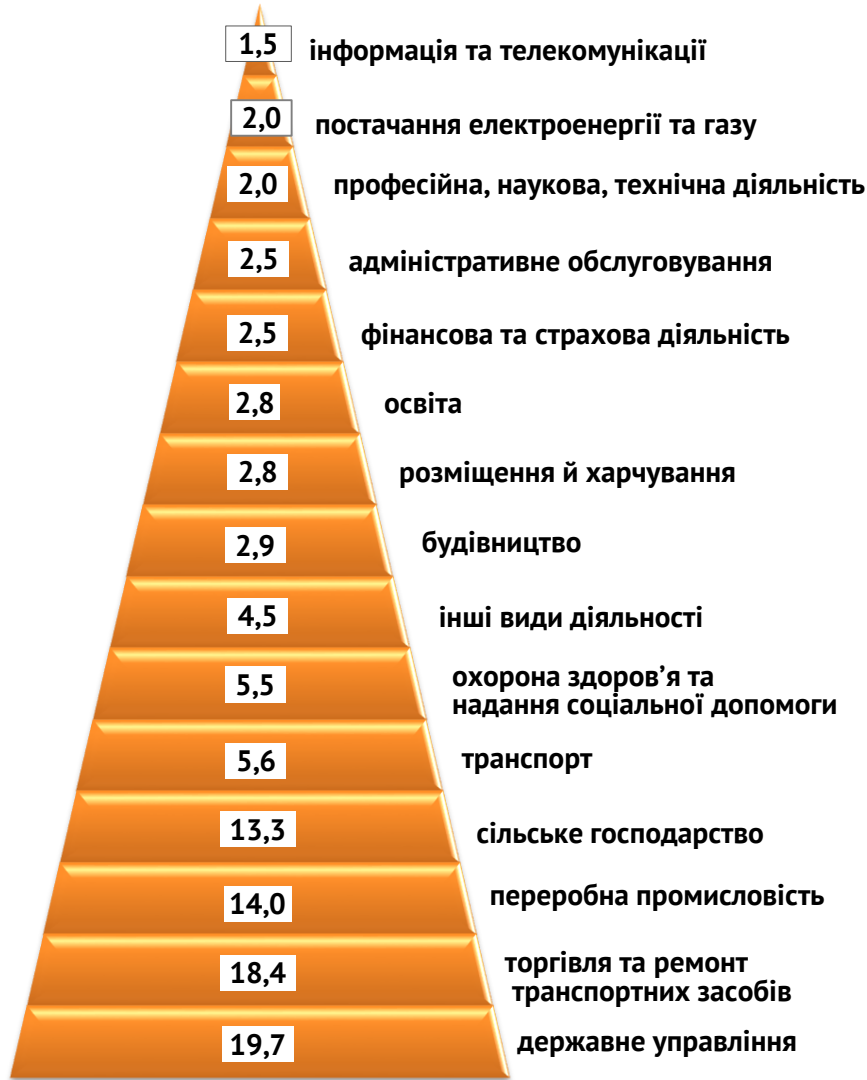 1,5 інформація та телекомунікації
2,0 постачання електроенергії та газу
2,0 професійна, наукова, технічна діяльність
2,5 адміністративне обслуговування
2,5 фінансова та страхова діяльність
2,8 освіта
2,8 розміщення й харчування
2,9 будівництво
4,5 інші види діяльності
5,5 охорона здоров’я та
надання соціальної допомоги
5,6 транспорт
13,3 сільське господарство
14,0 переробна промисловість
18,4 торгівля та ремонт
транспортних засобів
19,7 державне управління